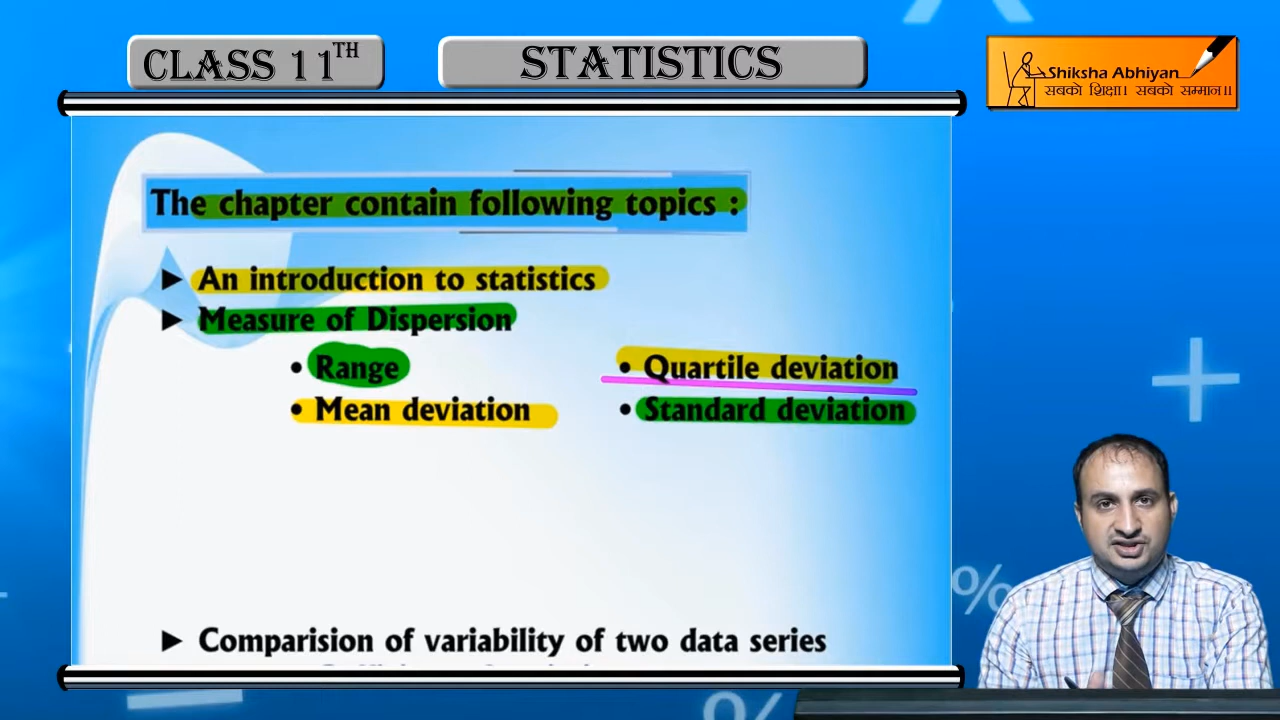 CLASS 11TH
STATISTICS
Shiksha Abhiyan
सबको शिक्षा। सबको सम्मान।।
The chapter contain following topics :
► An introduction to statistics
► Measure of Dispersion
• Range
• Quartile deviation
• Mean deviation
• Standard deviation
► Comparision of variability of two data series